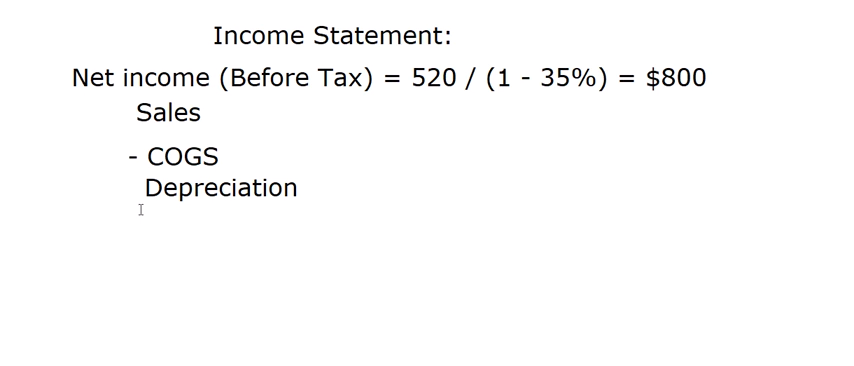 Income Statement:
Net income (Before Tax) = 520 / (1 - 35%) = $800
Sales
- COGS
Depreciation